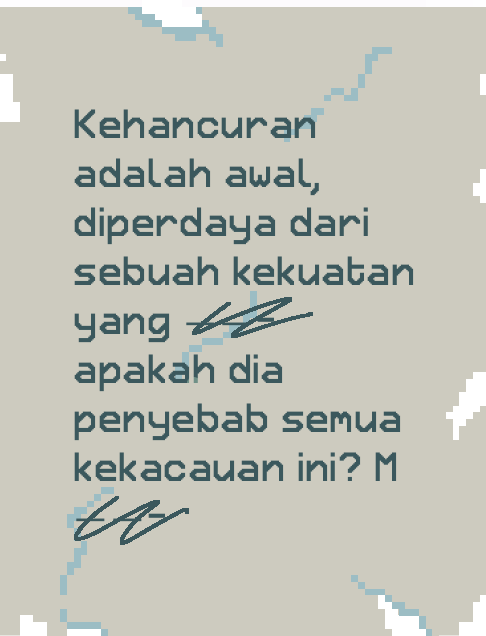 Kehancuran
adalah awal,
diperdaya dari
sebuah kekuatan
yang
apakah dia
penyebab semua
kekacauan ini? M